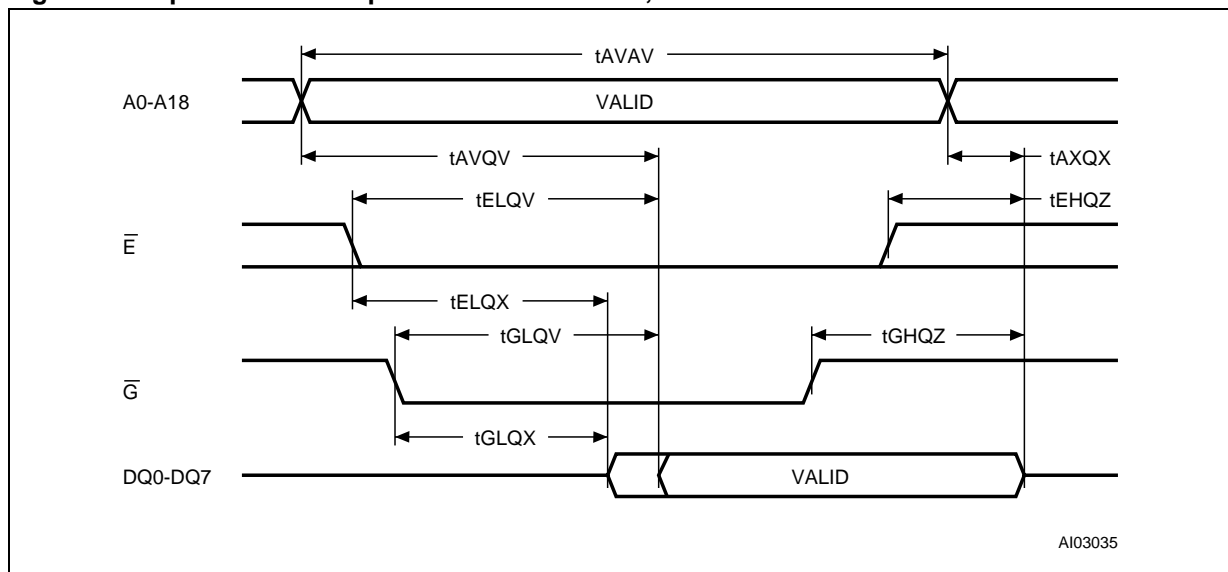 tAVAV
A0-A18
VALID
tAVQV
tAXQX
tELQV
tEHQZ
E
tELQX
tGLQV
tGHQZ
G
tGLQX
DQ0-DQ7
VALID
AI03035